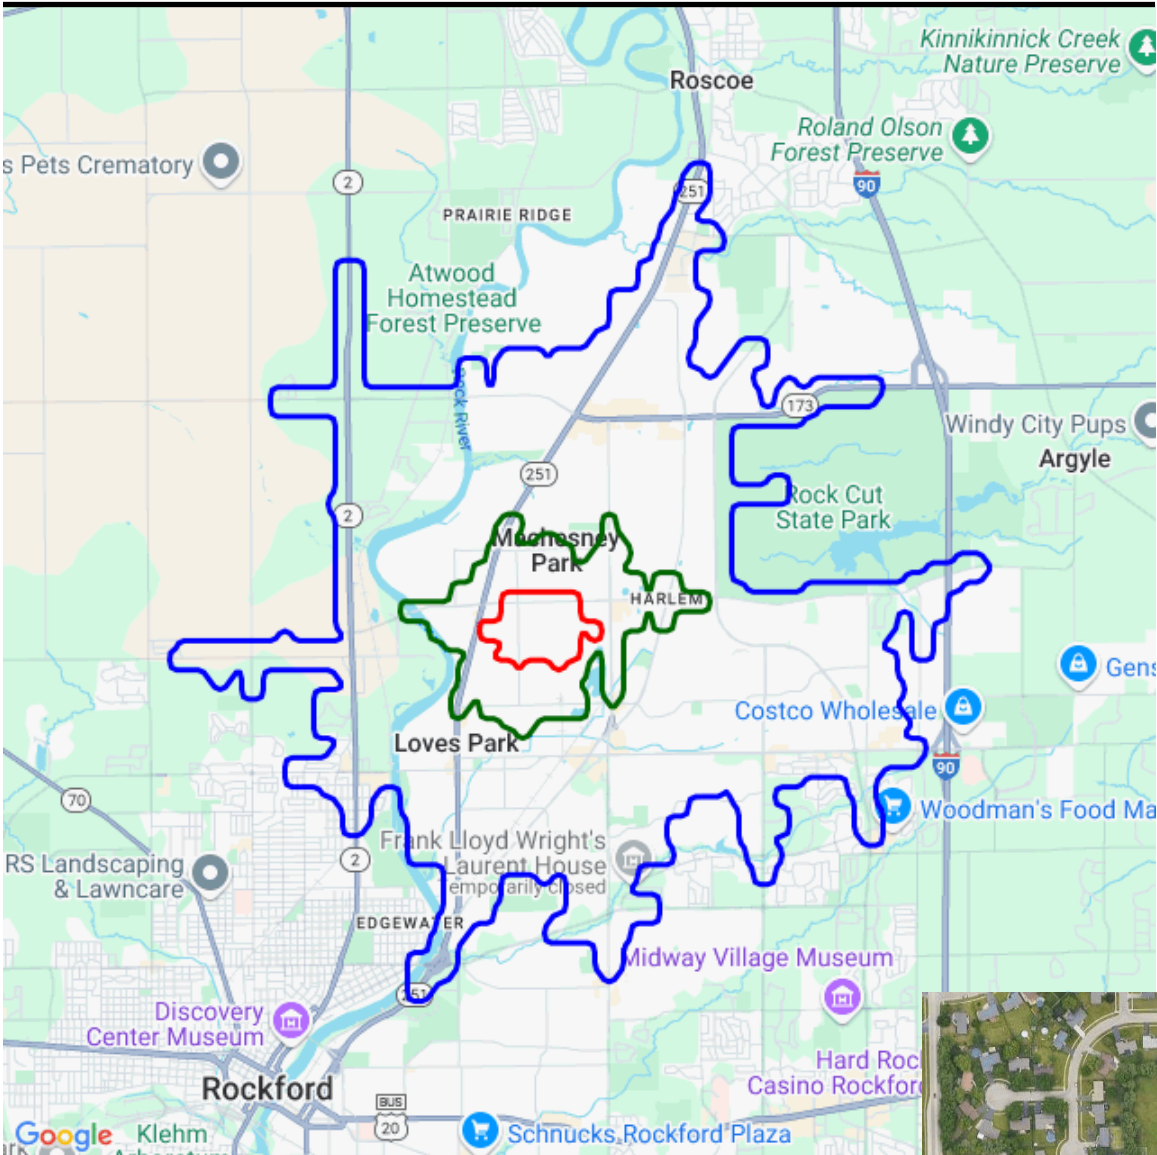 Kinnikinnick Creek
Nature Preserve
Roscoe
Roland Olson
Forest Preserve
s Pets Crematory
2
251
90
PRAIRIE RIDGE
Atwood
Homestead
Forest Preserve
Rock River
173
Windy City Pups
Argyle
251
Rock Cut
State Park
2
Machesney
Park
HARLEM
Gens
Costco Wholesale
Loves Park
90
70
Woodman's Food Ma
Frank Lloyd Wright's
Laurent House
emporarily closed
RS Landscaping
& Lawncare
2
EDGEWATER
Midway Village Museum
251
Discovery
Center Museum
Hard Roc
Casino Rockford
Rockford
BUS
20
Google
Klehm
Schnucks Rockford Plaza